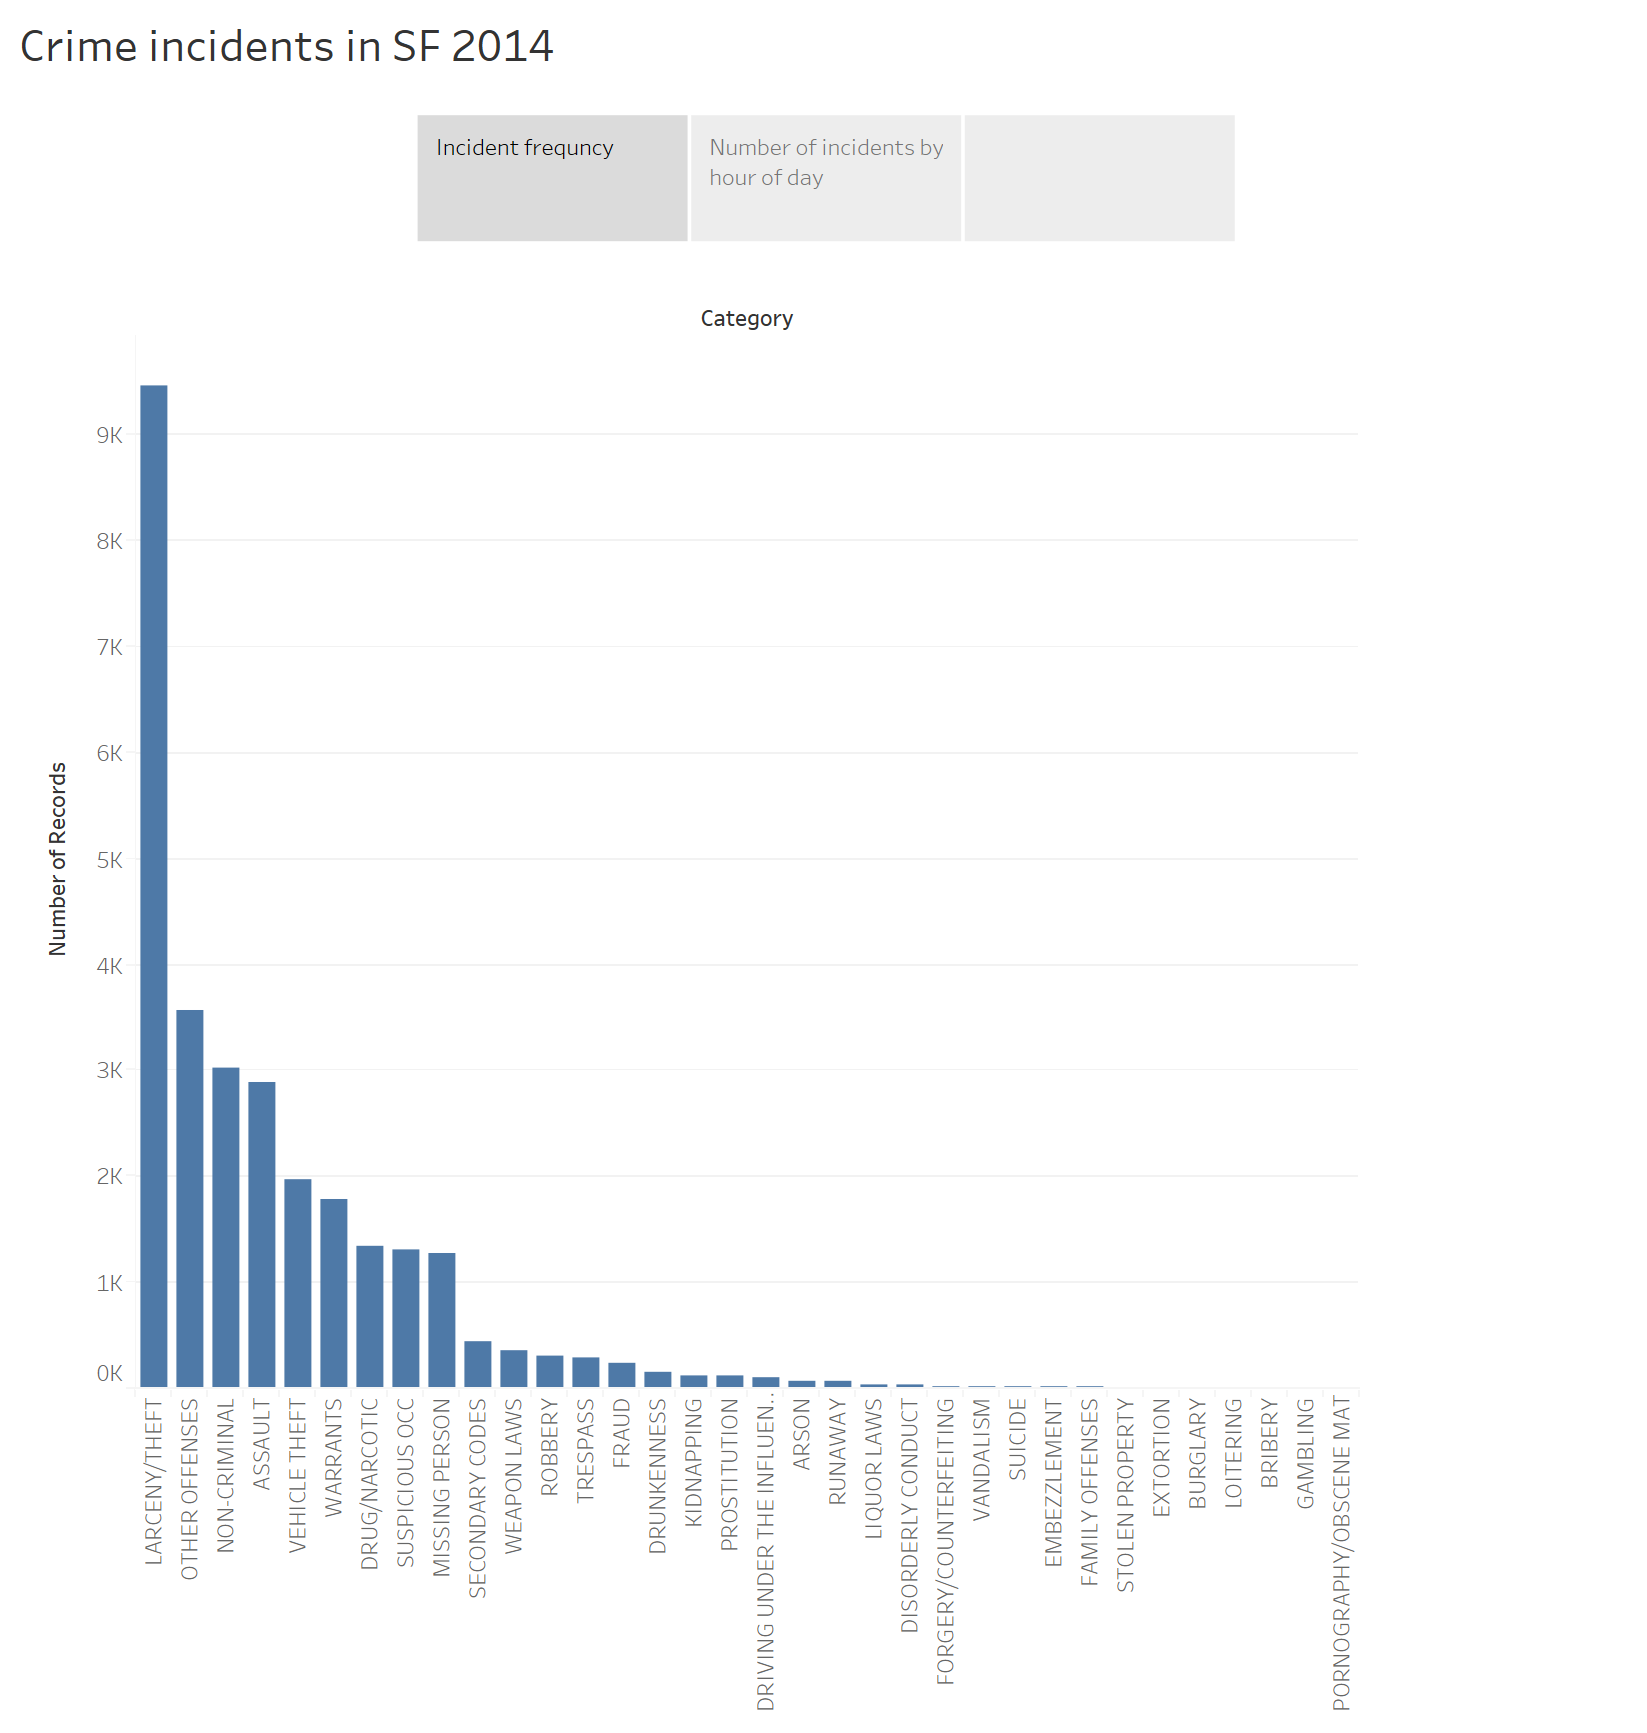 Crime incidents in SF 2014
Incident frequncy
Number of incidents by
hour of day
Category
Number of Records
9K
8K
7K
6K
5K
4K
3K
2K
1K
0K
LARCENY/THEFT
OTHER OFFENSES
NON-CRIMINAL
ASSAULT
VEHICLE THEFT
WARRANTS
DRUG/NARCOTIC
SUSPICIOUS OCC
MISSING PERSON
SECONDARY CODES
WEAPON LAWS
ROBBERY
TRESPASS
FRAUD
DRUNKENNESS
KIDNAPPING
PROSTITUTION
DRIVING UNDER THE INFLUEN..
ARSON
RUNAWAY
LIQUOR LAWS
DISORDERLY CONDUCT
FORGERY/COUNTERFEITING
VANDALISM
SUICIDE
EMBEZZLEMENT
FAMILY OFFENSES
STOLEN PROPERTY
EXTORTION
BURGLARY
LOITERING
BRIBERY
GAMBLING
PORNOGRAPHY/OBSCENE MAT